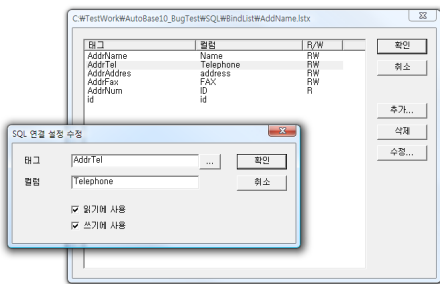 C:₩TestWork₩AutoBase10_BugTest₩SQL₩BindList₩AddName.lstx
태그 컬럼 R/W
AddrName Name RW
AddrTel Telephone RW
AddrAddres address RW
AddrFax FAX RW
AddrNum ID R
id id
확인
취소
추가...
삭제
수정...
SQL 연결 설정 수정
태그 AddrTel ... 확인
컬럼 Telephone 취소
읽기에 사용
쓰기에 사용